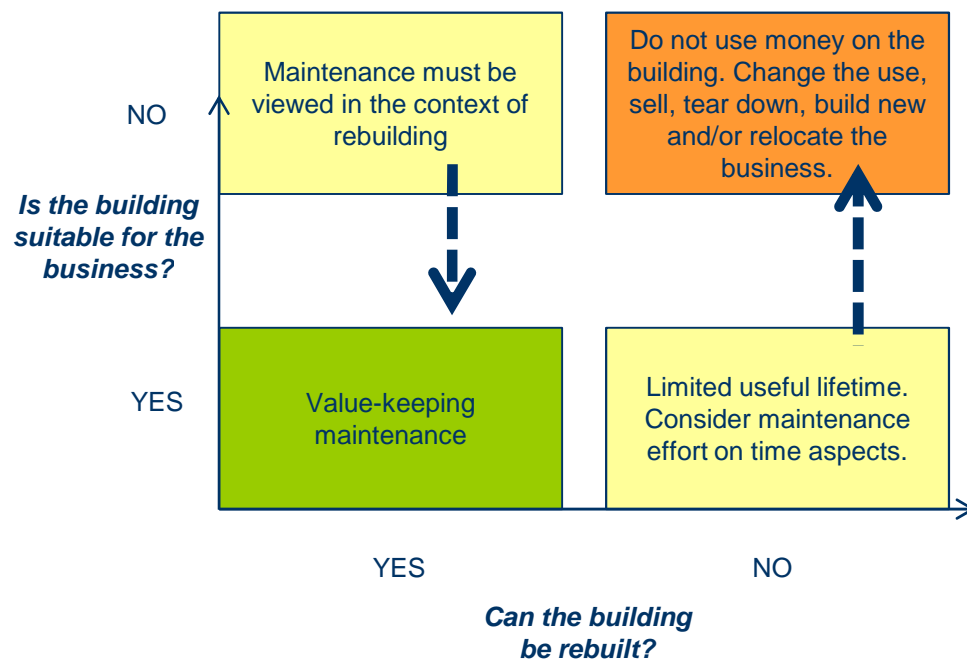 Maintenance must be
viewed in the context of
rebuilding
Do not use money on the
building. Change the use,
sell, tear down, build new
and/or relocate the
business.
NO
Is the building
suitable for the
business?
YES
Value-keeping
maintenance
Limited useful lifetime.
Consider maintenance
effort on time aspects.
YES
NO
Can the building
be rebuilt?